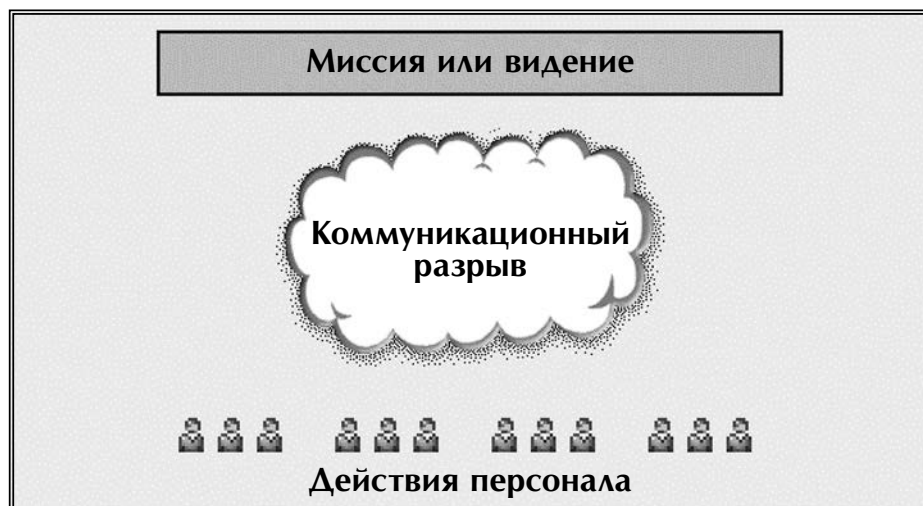 Миссия или видение
Коммуникационный
разрыв
Действия персонала